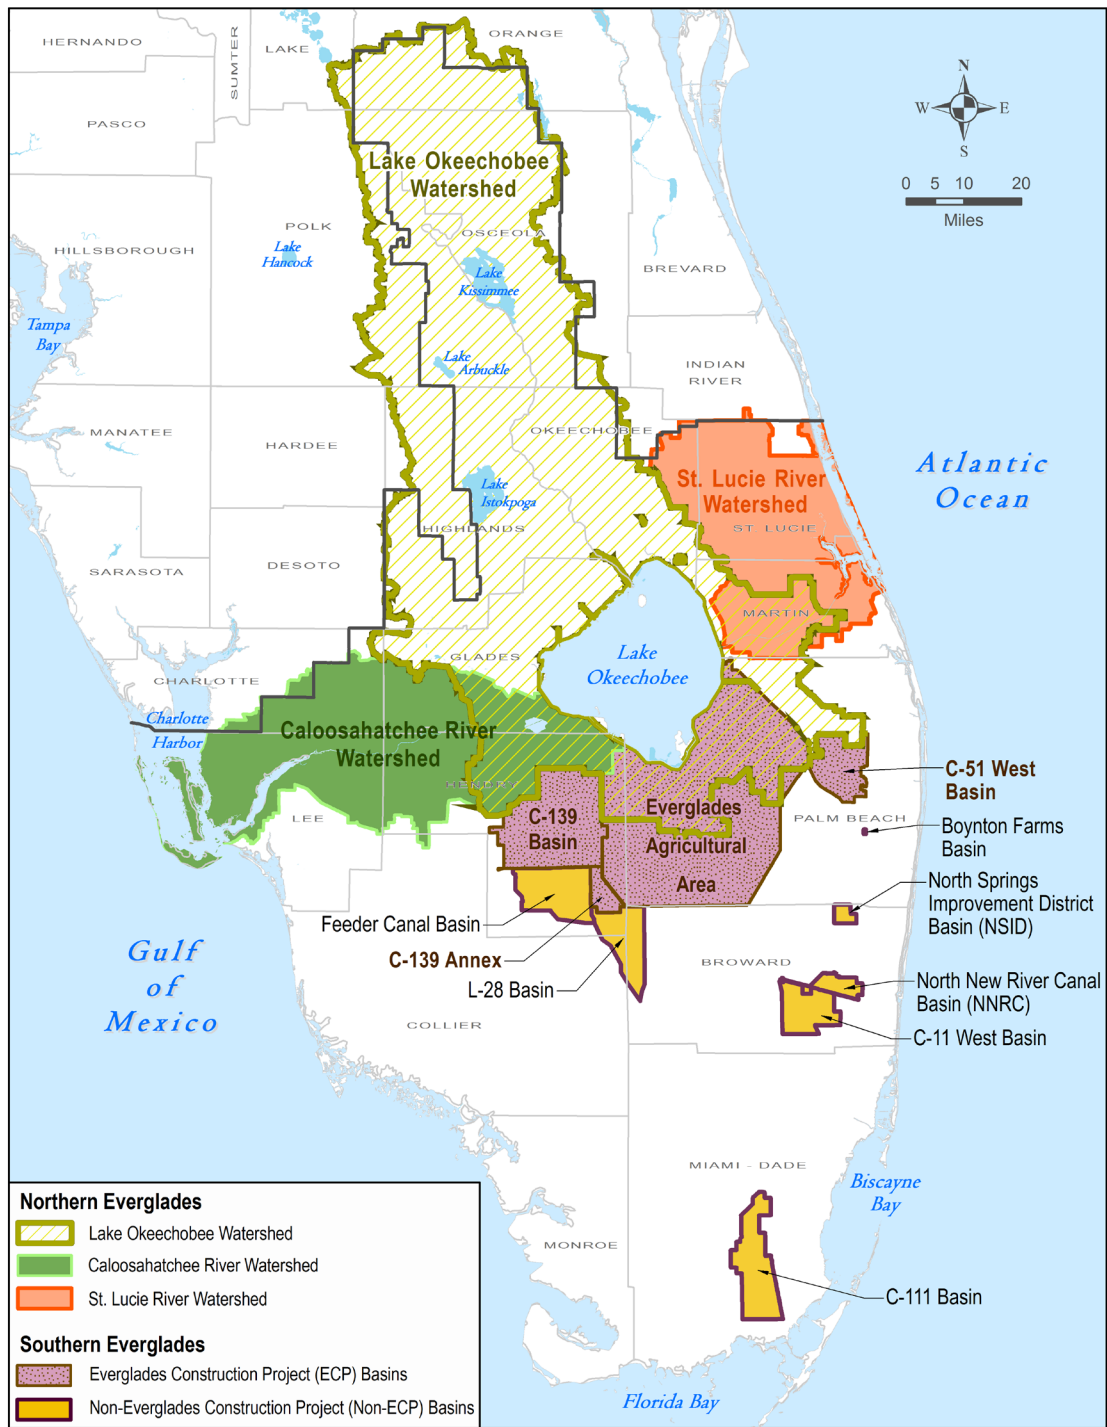 HERNANDO
SUMTER
LAKE
ORANGE
PASCO
N
W
E
S
Lake Okeechobee
Watershed
0 5 10 20
Miles
POLK
OSCEOLA
HILLSBOROUGH
Lake
Hancock
BREVARD
Lake
Kissimmee
Tampa
Bay
Lake
Arbuckle
INDIAN
RIVER
MANATEE
HARDEE
OKEECHOBEE
Atlantic
Ocean
St. Lucie River
Watershed
Lake
Istokpoga
HIGHLANDS
ST. LUCIE
SARASOTA
DESOTO
MARTIN
Lake
Okeechobee
GLADES
CHARLOTTE
Charlotte
Harbor
Caloosahatchee River
Watershed
HENDRY
C-51 West
Basin
LEE
Everglades
Agricultural
Area
C-139
Basin
PALM BEACH
Boynton Farms
Basin
North Springs
Improvement District
Basin (NSID)
Feeder Canal Basin
C-139 Annex
L-28 Basin
BROWARD
Gulf
of
Mexico
North New River Canal
Basin (NNRC)
COLLIER
C-11 West Basin
MIAMI - DADE
Biscayne
Bay
MONROE
C-111 Basin
Florida Bay
Northern Everglades
Lake Okeechobee Watershed
Caloosahatchee River Watershed
St. Lucie River Watershed
Southern Everglades
Everglades Construction Project (ECP) Basins
Non-Everglades Construction Project (Non-ECP) Basins